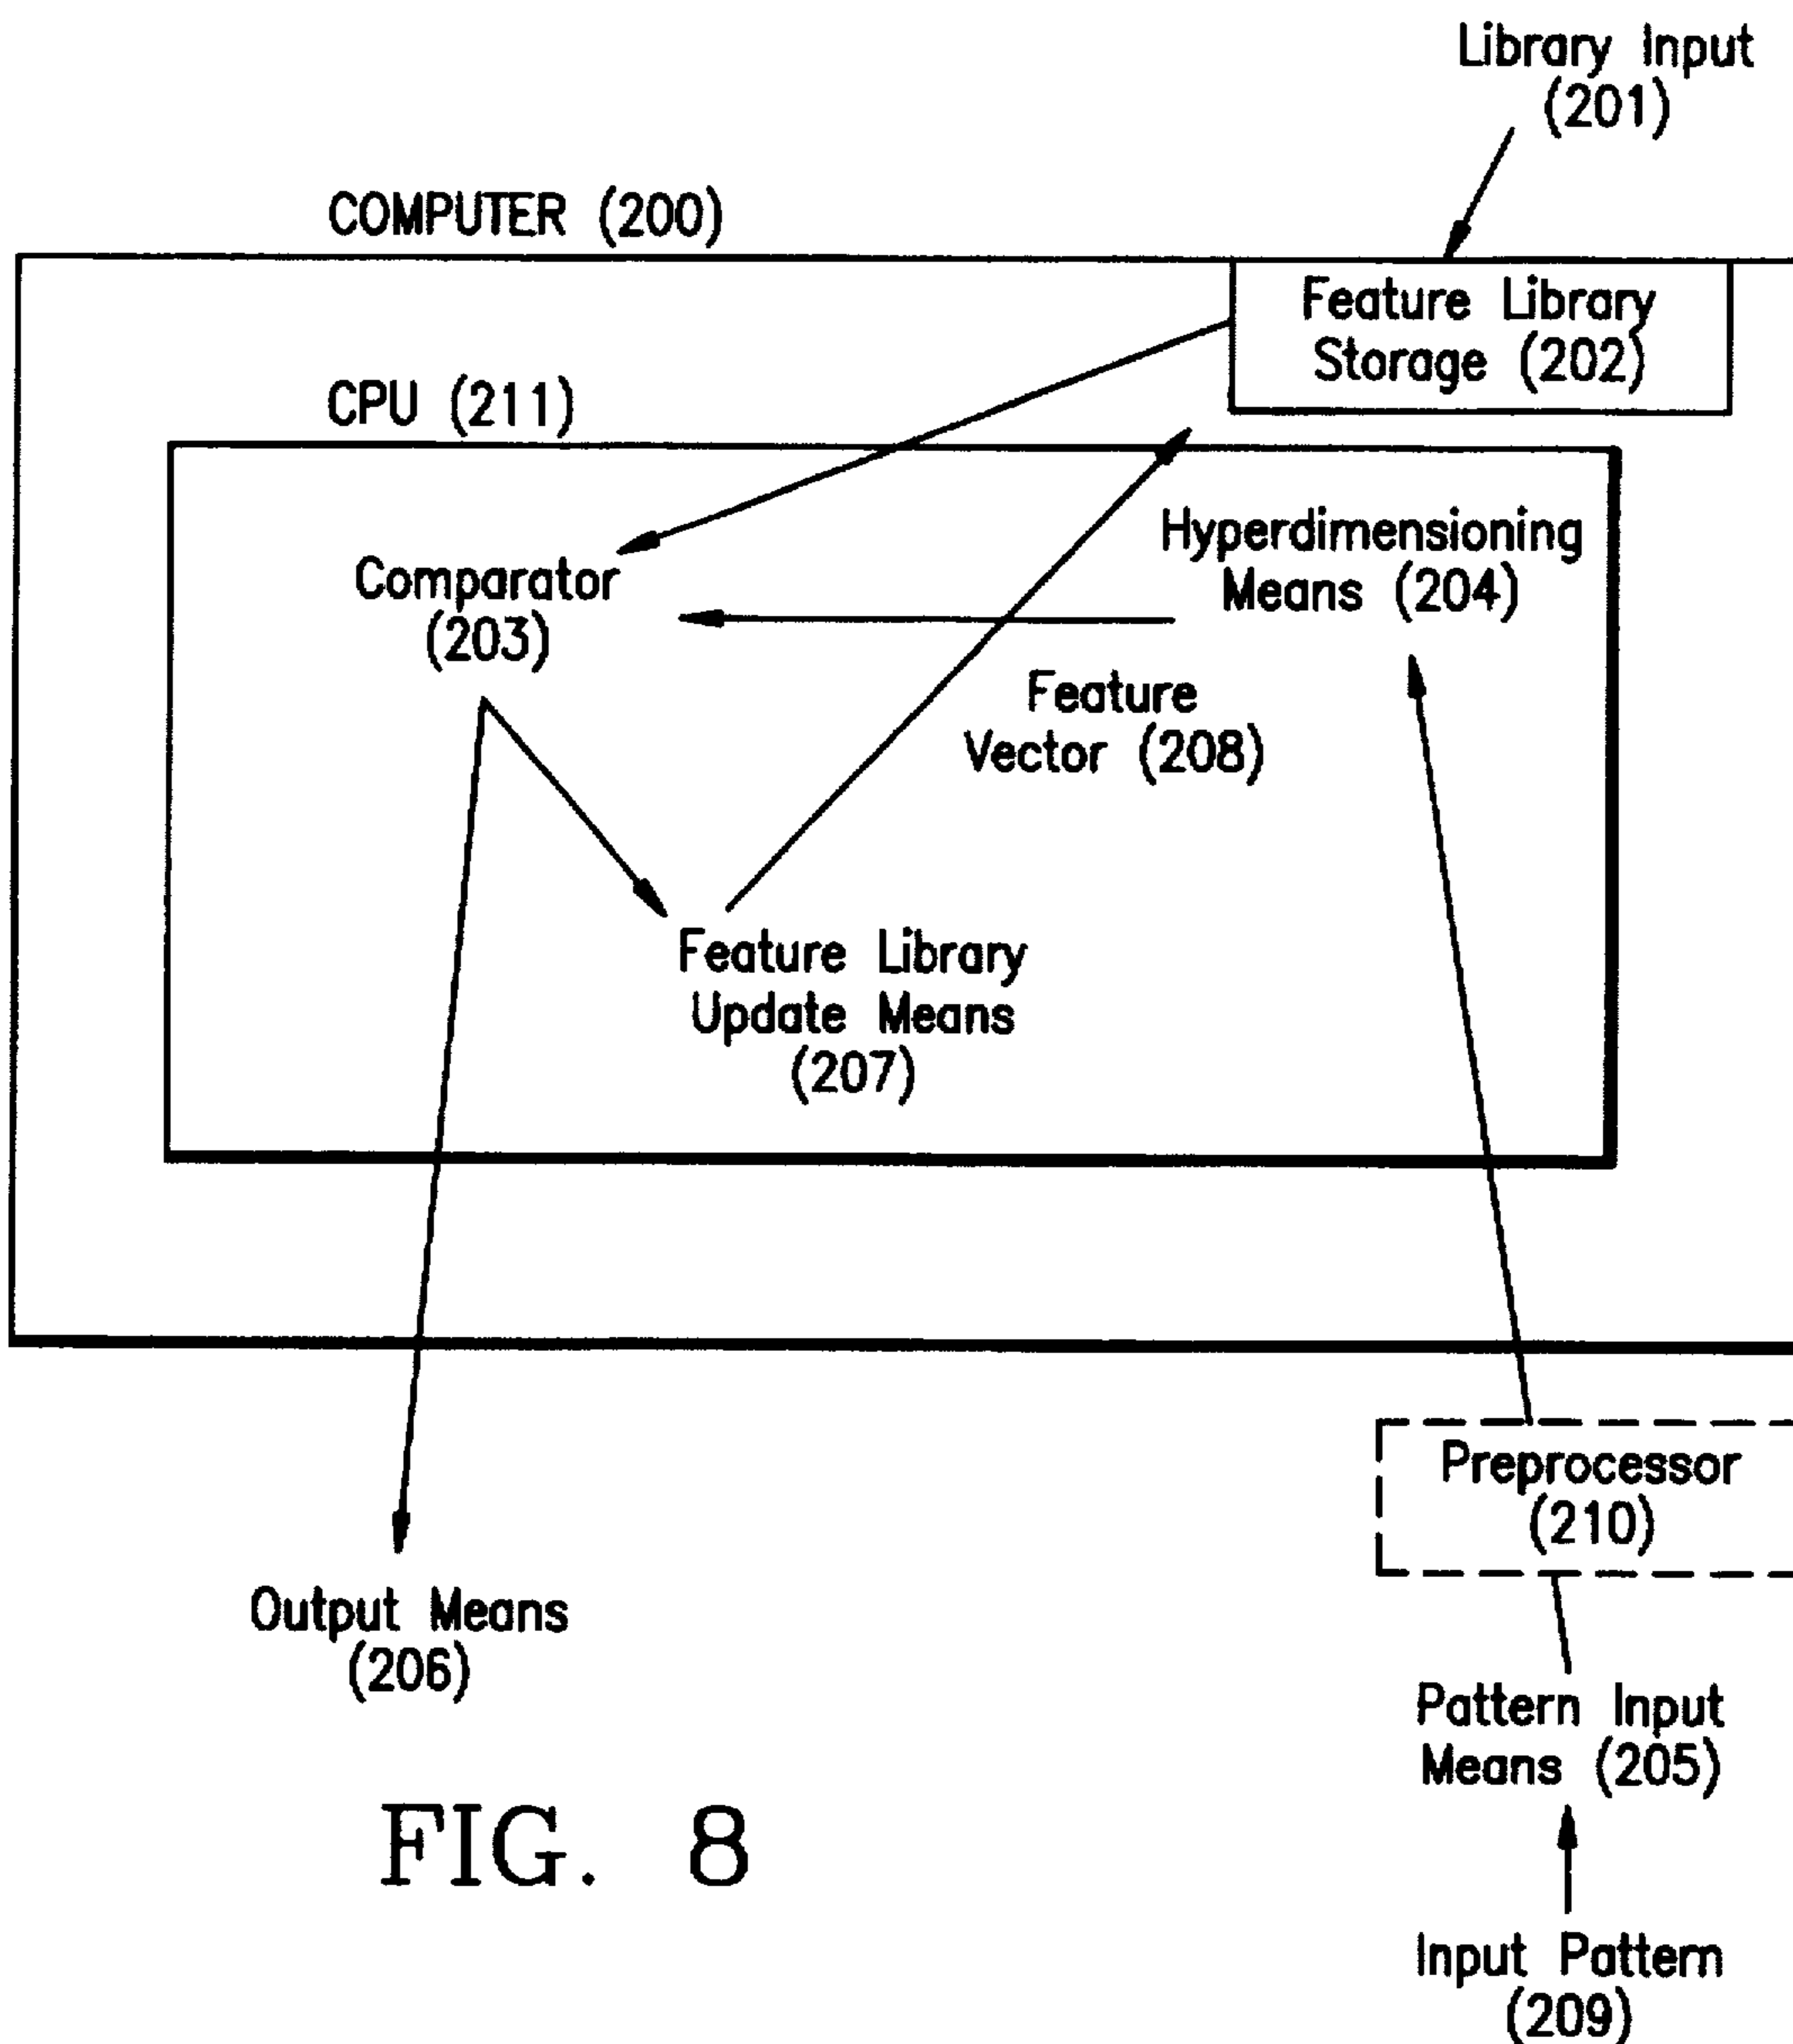 Library Input
(201)
COMPUTER (200)
Feature Library
Storage (202)
CPU (211)
Hyperdimensioning
Means (204)
Comparator
(203)
Feature
Vector (208)
Feature Library
Update Means
(207)
Preprocessor
(210)
Output Means
(206)
Pattern Input
Means (205)
FIG. 8
Input Pattern
(209)